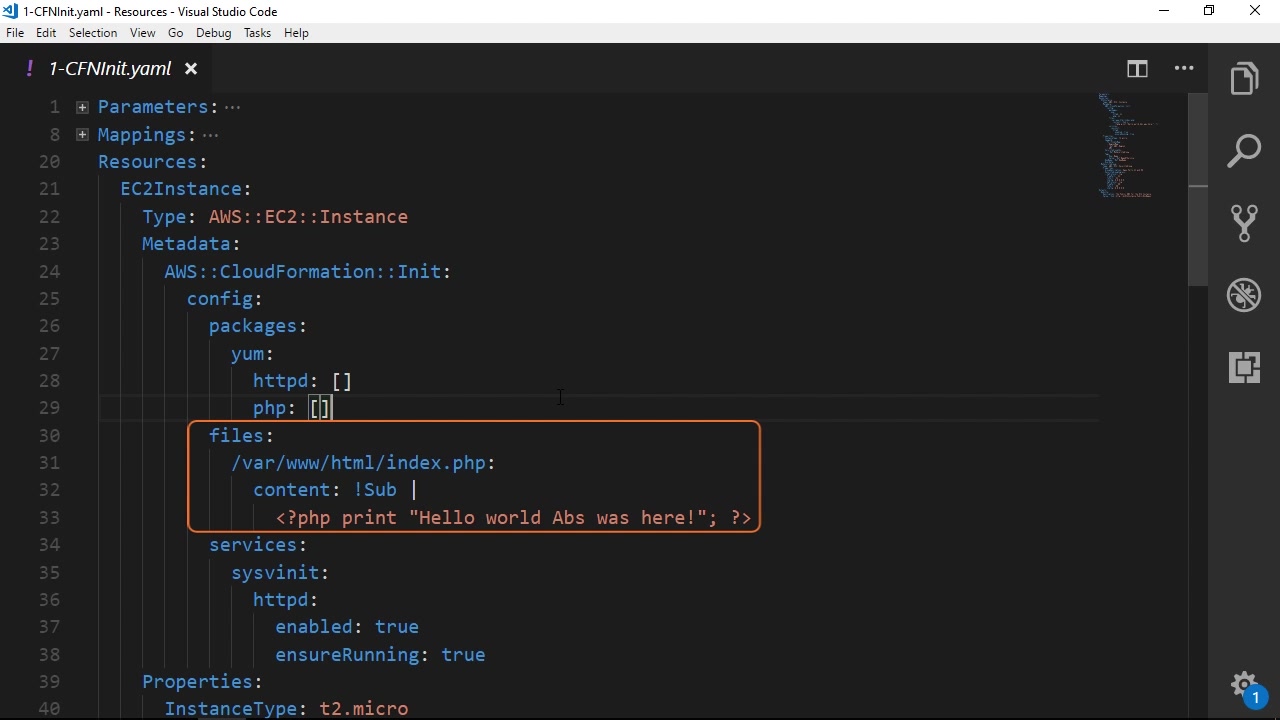 1-CFNInit.yaml - Resources - Visual Studio Code
File Edit Selection View Go Debug Tasks Help
! 1-CFNInit.yaml ×
1 Parameters: ...
8 Mappings: ...
20 Resources:
21 EC2Instance:
22 Type: AWS::EC2::Instance
23 Metadata:
24 AWS::CloudFormation::Init:
25 config:
26 packages:
27 yum:
28 httpd: []
29 php: []
30 files:
31 /var/www/html/index.php:
32 content: !Sub |
33 <?php print "Hello world Abs was here!"; ?>
34 services:
35 sysvinit:
36 httpd:
37 enabled: true
38 ensureRunning: true
39 Properties:
40 InstanceType: t2.micro
1